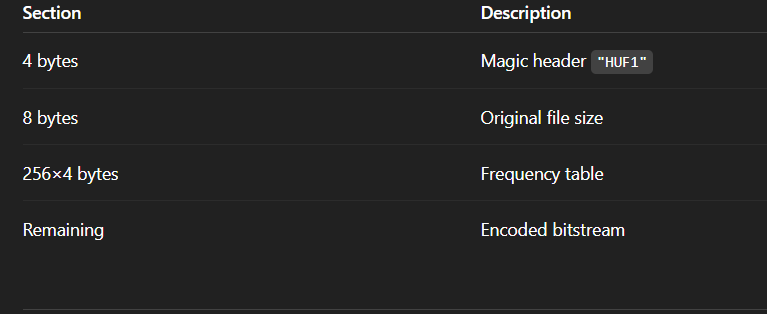 Section Description
4 bytes Magic header "HUF1"
8 bytes Original file size
256×4 bytes Frequency table
Remaining Encoded bitstream